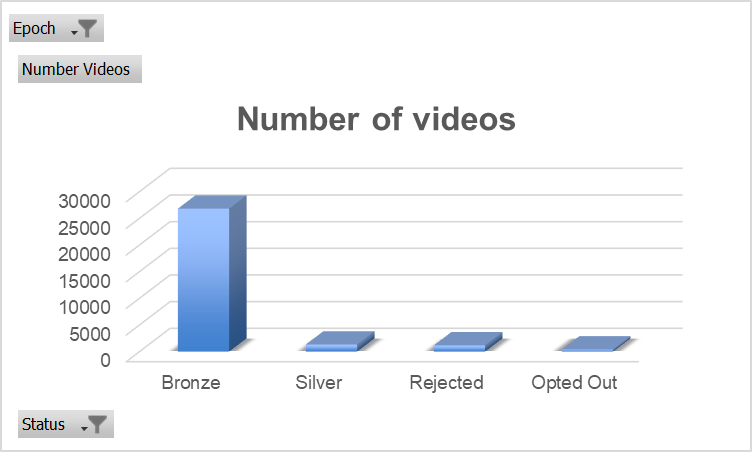 Epoch
Number Videos
Number of videos
30000
25000
20000
15000
10000
5000
0
Bronze Silver Rejected Opted Out
Status